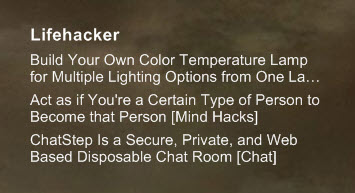 Lifehacker
Build Your Own Color Temperature Lamp
for Multiple Lighting Options from One La…
Act as if You're a Certain Type of Person to
Become that Person [Mind Hacks]
ChatStep Is a Secure, Private, and Web
Based Disposable Chat Room [Chat]